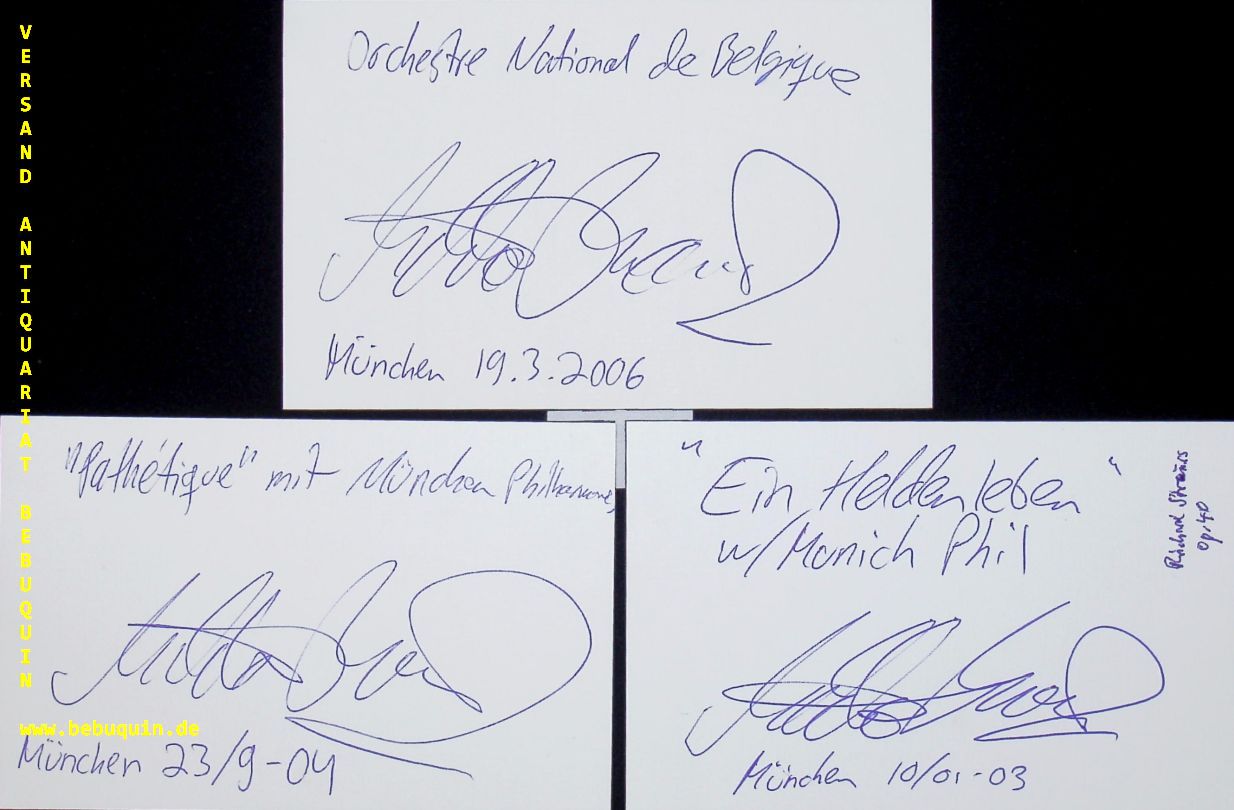 VERSAND ANTIQUARIAT BEBUQUIN
www.bebuquin.de
Orchestre National de Belgique
München 19.3.2006
"Pathétique" mit München
München 23/9-04
"Ein Heldenleben"
w/Munich Phil
Richard Strauss
op. 40
München 10/01-03